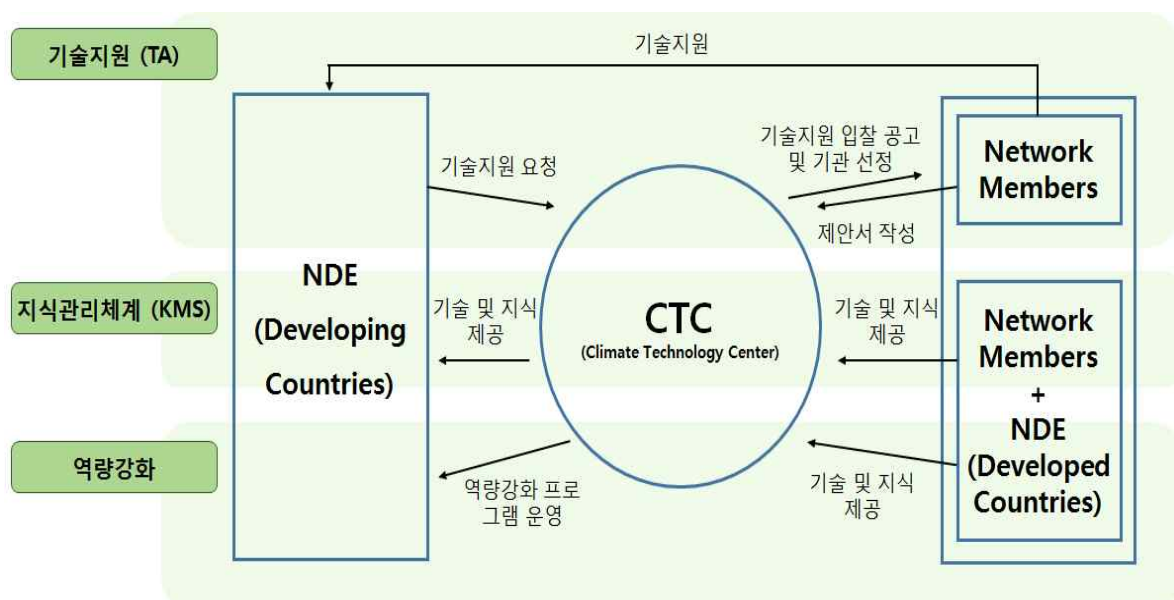 기술지원 (TA)
기술지원
기술지원 요청
기술지원 입찰 공고
및 기관 선정
제안서 작성
Network
Members
지식관리체계 (KMS)
NDE
(Developing
Countries)
기술 및 지식
제공
CTC
(Climate Technology Center)
기술 및 지식
제공
Network
Members
+
NDE
(Developed
Countries)
역량강화
역량강화 프로
그램 운영
기술 및 지식
제공